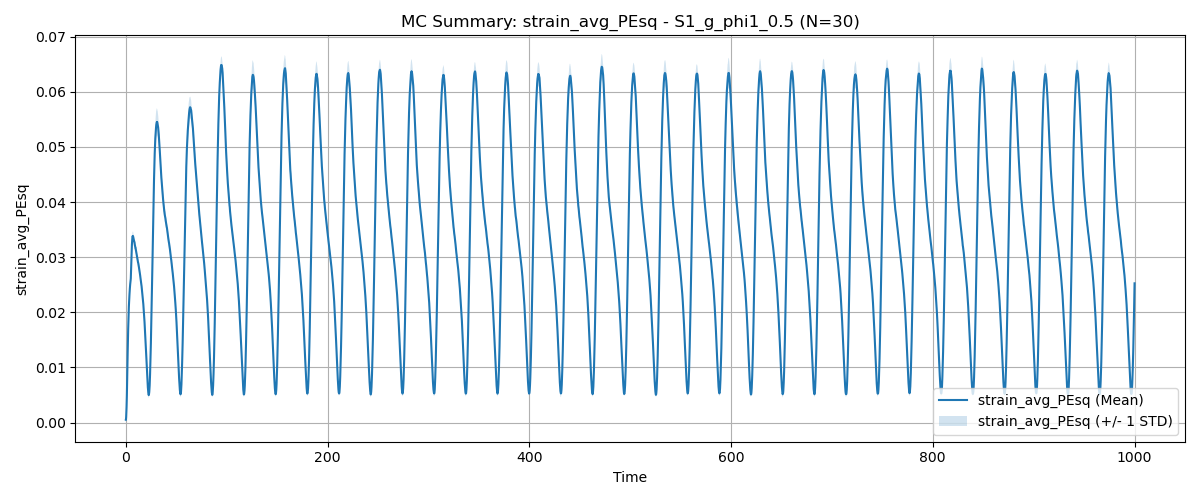 MC Summary: strain_avg_PEsq - S1_g_phi1_0.5 (N=30)
0.07
0.06
0.05
0.04
0.03
0.02
0.01
0.00
strain_avg_PEsq
strain_avg_PEsq (Mean)
strain_avg_PEsq (+/- 1 STD)
0
200
400
600
800
1000
Time